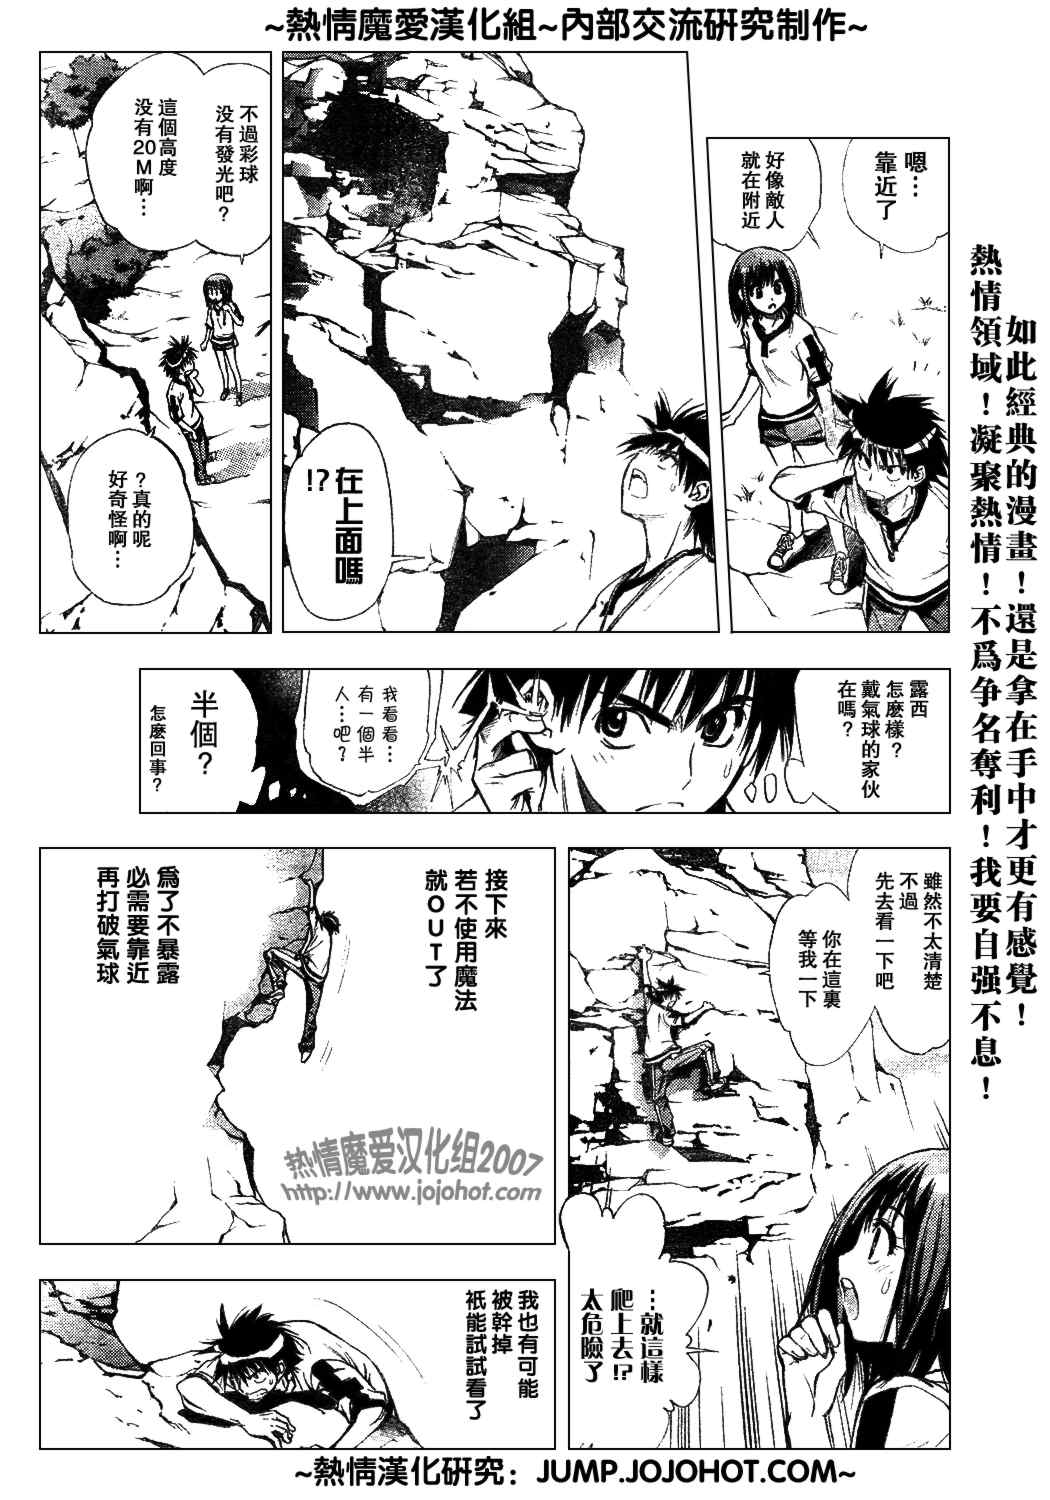 ~熱情魔愛漢化組~內部交流研究制作~
嗯…
靠近了
好像敵人
就在附近
在上面嗎
!?
不過彩球
没有發光吧?
這個高度
没有20M啊…
?真的呢
好奇怪啊…
如此經典的漫畫!還是拿在手中才更有感覺!
熱情領域!凝聚熱情!不爲争名奪利!我要自强不息!
露西
怎麽樣?
戴氣球的家伙
在嗎?
我看看…
有一個半
人…吧?
半個?
怎麽回事?
雖然不太清楚
不過
先去看一下吧
你在這裏
等我一下
…就這樣
爬上去!?
太危險了
接下來
若不使用魔法
就OUT了
爲了不暴露
必需要靠近
再打破氣球
熱情魔爱汉化组2007
http://www.jojohot.com
我也有可能
被幹掉
衹能試試看了
~熱情漢化研究：JUMP.JOJOHOT.COM~